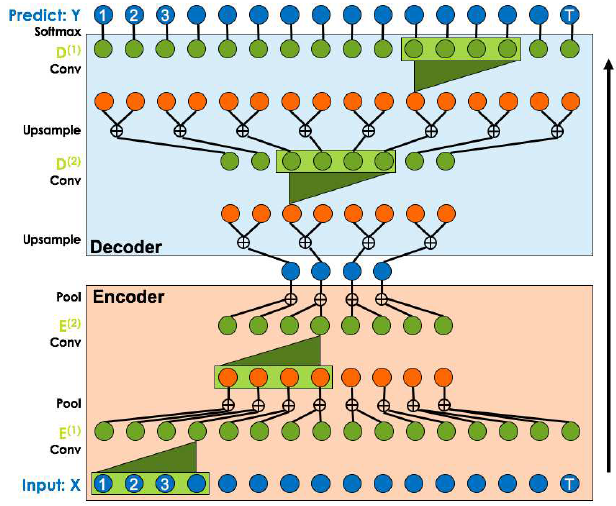 Predict: Y 1 2 3 T
Softmax
D(1)
Conv
Upsample
D(2)
Conv
Upsample
Decoder
Pool
Encoder
E(2)
Conv
Pool
E(1)
Conv
Input: X 1 2 3 T